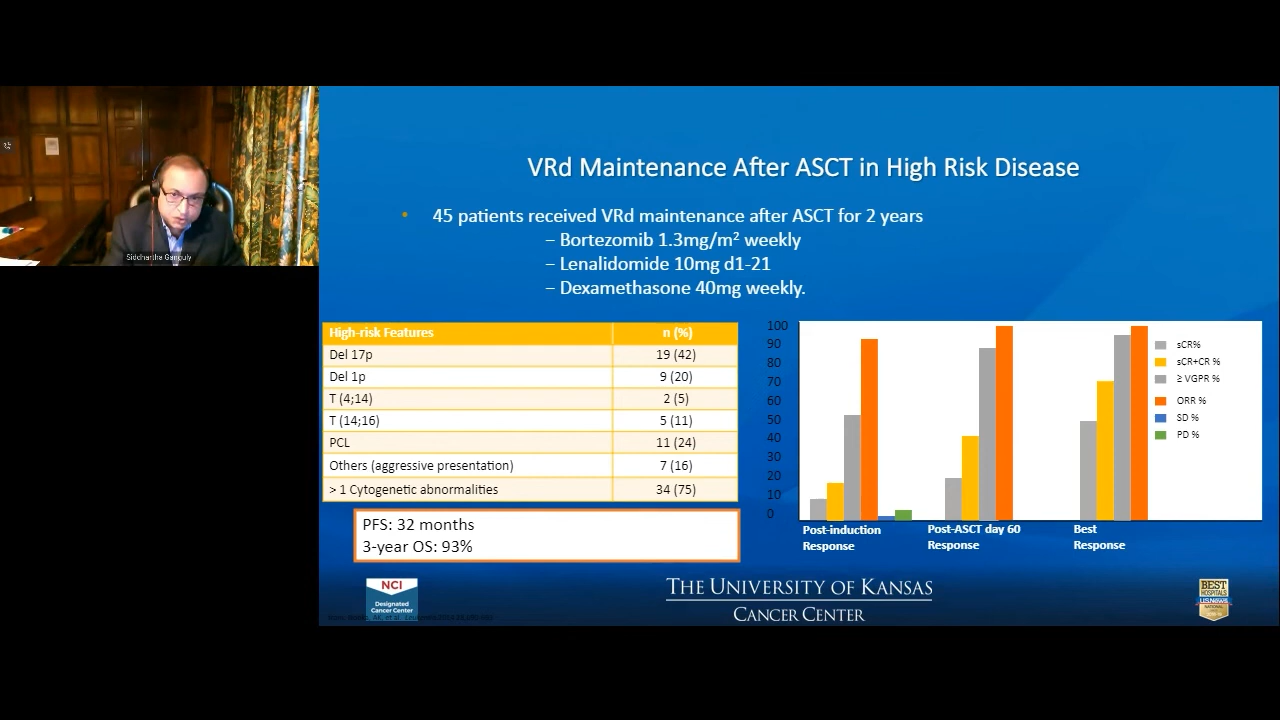 Siddhartha Ganguly
VRd Maintenance After ASCT in High Risk Disease
• 45 patients received VRd maintenance after ASCT for 2 years
– Bortezomib 1.3mg/m² weekly
– Lenalidomide 10mg d1-21
– Dexamethasone 40mg weekly.
High-risk Features n (%)
Del 17p 19 (42)
Del 1p 9 (20)
T (4;14) 2 (5)
T (14;16) 5 (11)
PCL 11 (24)
Others (aggressive presentation) 7 (16)
> 1 Cytogenetic abnormalities 34 (75)
PFS: 32 months
3-year OS: 93%
100
90
80
70
60
50
40
30
20
10
0
sCR%
sCR+CR %
≥ VGPR %
ORR %
SD %
PD %
Post-induction
Response
Post-ASCT day 60
Response
Best
Response
NCI
Designated
Cancer Center
THE UNIVERSITY OF KANSAS
CANCER CENTER
BEST
HOSPITALS
U.S.NEWS
NATIONAL